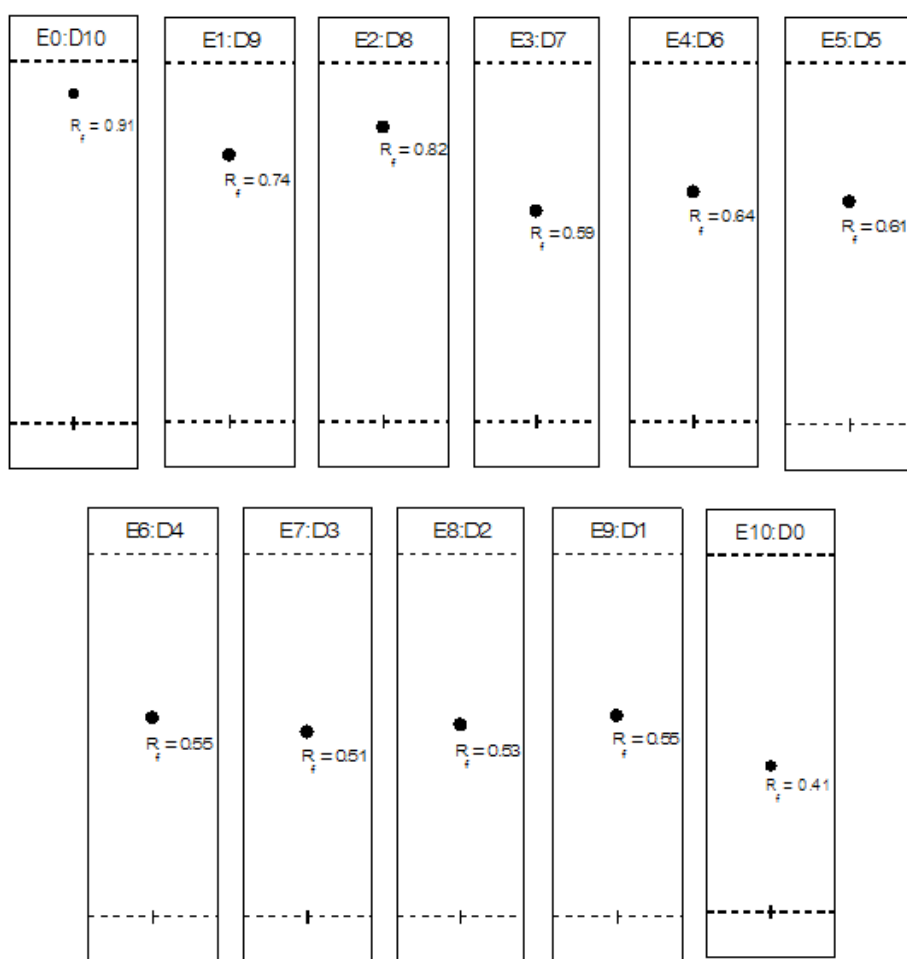 E0:D10
Rf = 0.91
E1:D9
Rf = 0.74
E2:D8
Rf = 0.82
E3:D7
Rf = 0.59
E4:D6
Rf = 0.64
E5:D5
Rf = 0.61
E6:D4
Rf = 0.55
E7:D3
Rf = 0.51
E8:D2
Rf = 0.53
E9:D1
Rf = 0.55
E10:D0
Rf = 0.41